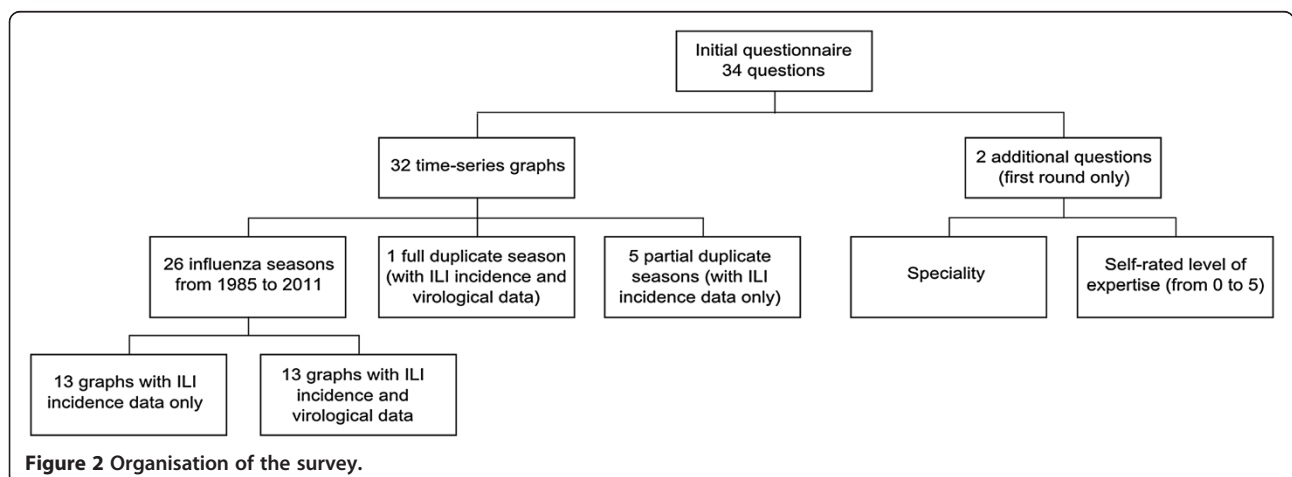 Initial questionnaire
34 questions
32 time-series graphs
2 additional questions
(first round only)
26 influenza seasons
from 1985 to 2011
1 full duplicate season
(with ILI incidence and
virological data)
5 partial duplicate
seasons (with ILI
incidence data only)
Speciality
Self-rated level of
expertise (from 0 to 5)
13 graphs with ILI
incidence data only
13 graphs with ILI
incidence and
virological data
Figure 2 Organisation of the survey.